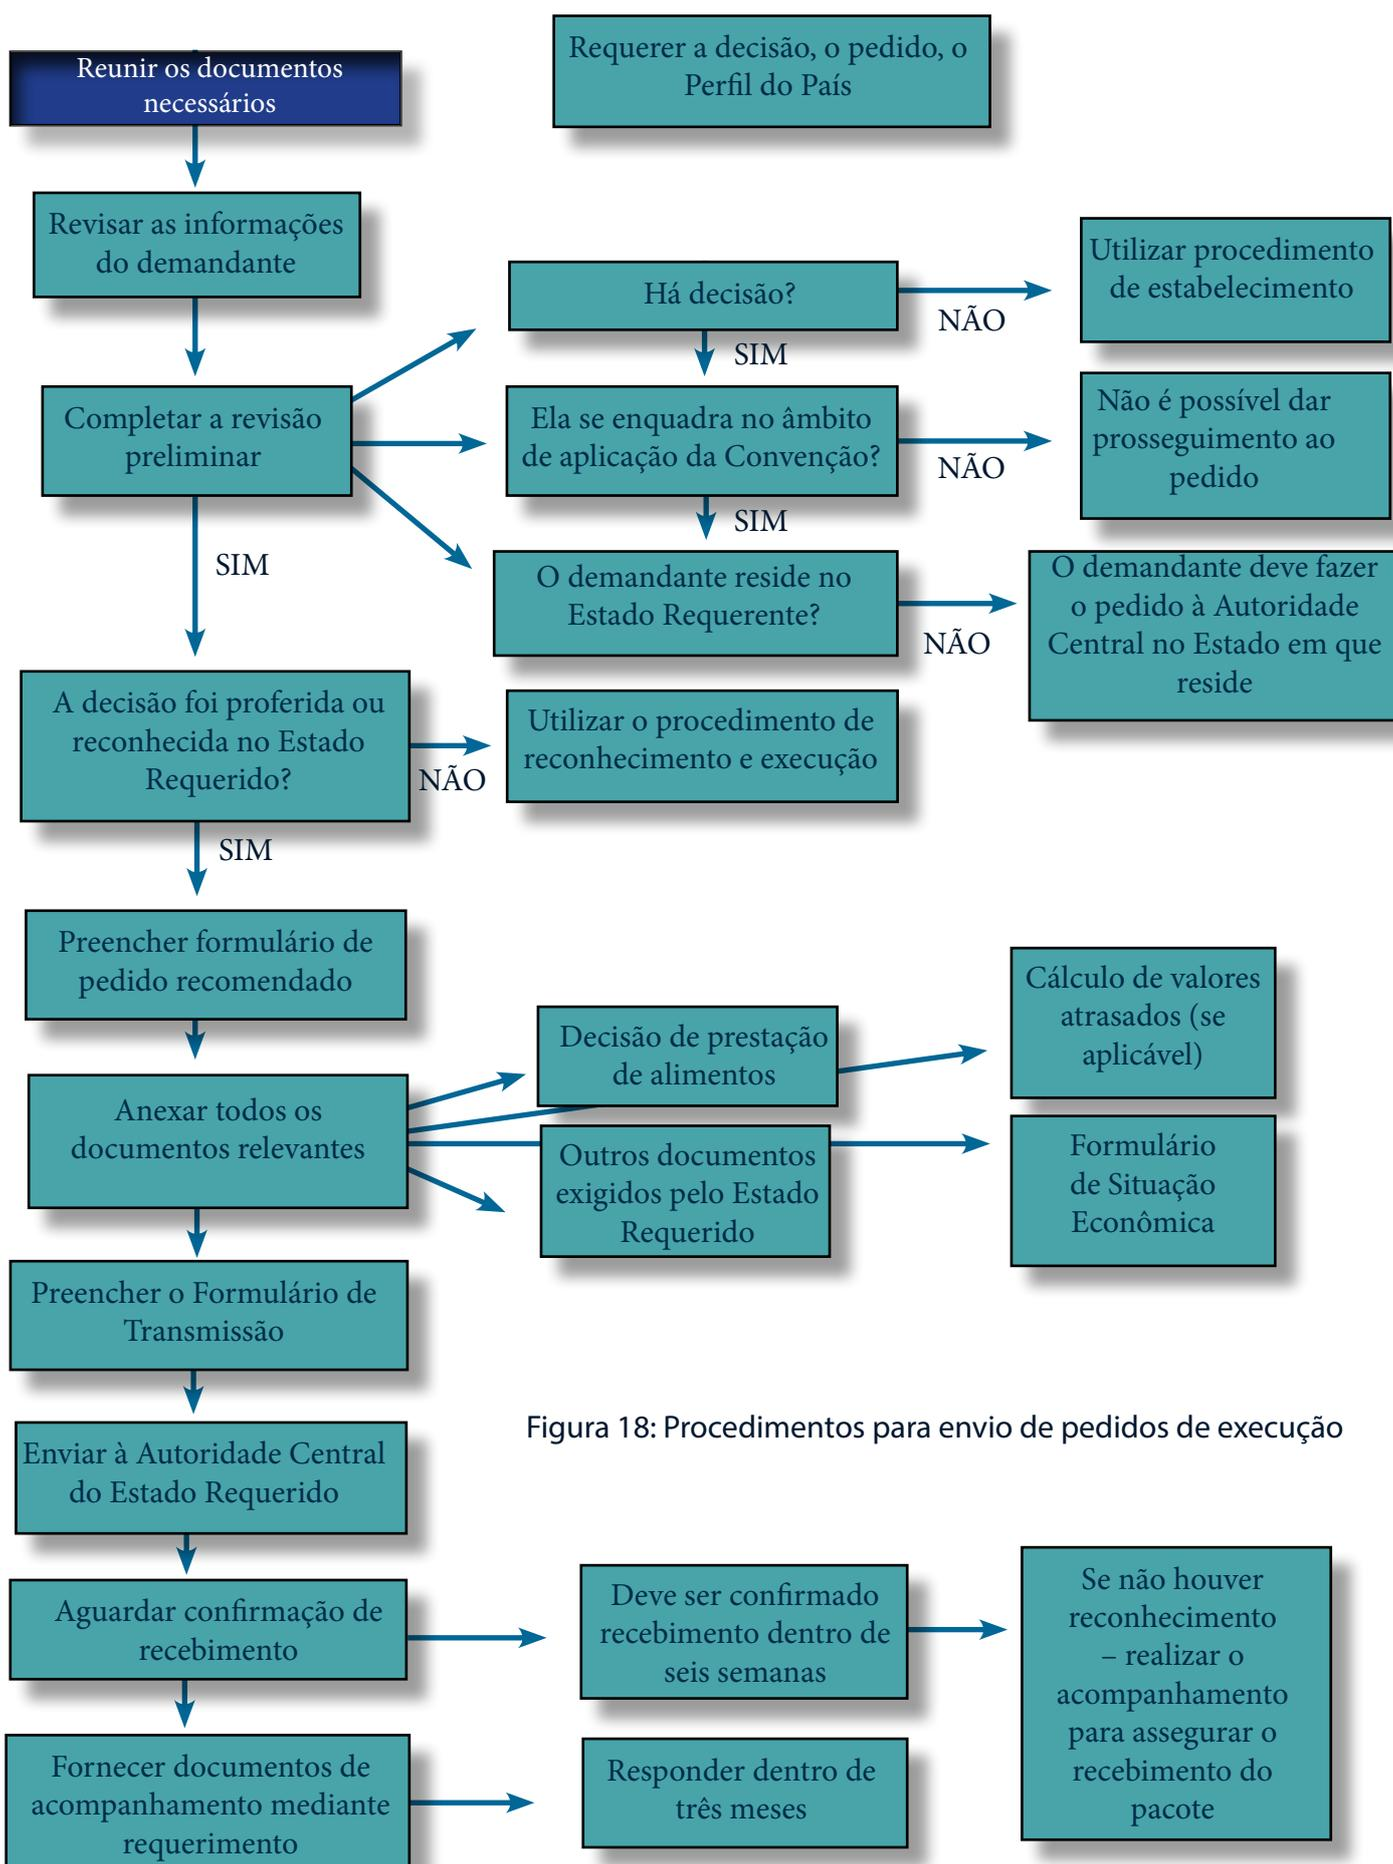 Reunir os documentos
necessários
Requerer a decisão, o pedido, o
Perfil do País
Revisar as informações
do demandante
Há decisão?
NÃO
Utilizar procedimento
de estabelecimento
SIM
Completar a revisão
preliminar
Ela se enquadra no âmbito
de aplicação da Convenção?
NÃO
Não é possível dar
prosseguimento ao
pedido
SIM
SIM
O demandante reside no
Estado Requerente?
NÃO
O demandante deve fazer
o pedido à Autoridade
Central no Estado em que
reside
A decisão foi proferida ou
reconhecida no Estado
Requerido?
NÃO
Utilizar o procedimento de
reconhecimento e execução
SIM
Preencher formulário de
pedido recomendado
Anexar todos os
documentos relevantes
Decisão de prestação
de alimentos
Cálculo de valores
atrasados (se
aplicável)
Outros documentos
exigidos pelo Estado
Requerido
Formulário
de Situação
Econômica
Preencher o Formulário de
Transmissão
Figura 18: Procedimentos para envio de pedidos de execução
Enviar à Autoridade Central
do Estado Requerido
Aguardar confirmação de
recebimento
Deve ser confirmado
recebimento dentro de
seis semanas
Se não houver
reconhecimento
– realizar o
acompanhamento
para assegurar o
recebimento do
pacote
Fornecer documentos de
acompanhamento mediante
requerimento
Responder dentro de
três meses